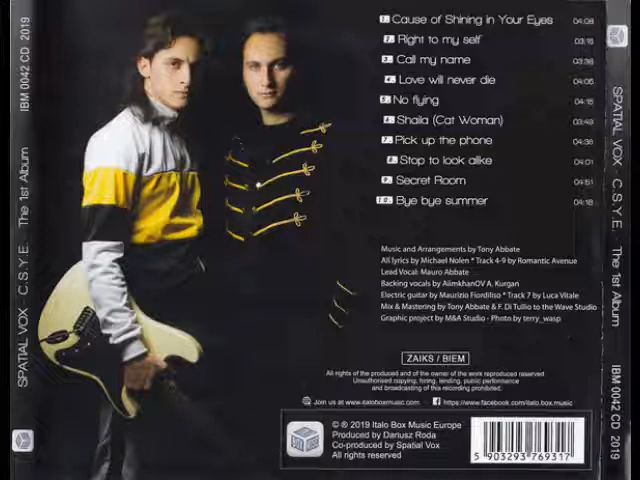 1. Cause of Shining in Your Eyes 04:08
2. Right to my self 03:18
3. Call my name 03:38
4. Love will never die 04:05
5. No flying 04:15
6. Shaila (Cat Woman) 03:49
7. Pick up the phone 04:36
8. Stop to look alike 04:01
9. Secret Room 04:51
10. Bye bye summer 04:18
Music and Arrangements by Tony Abbate
All lyrics by Michael Nolen * Track 4-9 by Romantic Avenue
Lead Vocal: Mauro Abbate
Backing vocals by AlimkhanOV A. Kurgan
Electric guitar by Maurizio Fiordiliso * Track 7 by Luca Vitale
Mix & Mastering by Tony Abbate & F. Di Tullio to the Wave Studio
Graphic project by M&A Studio - Photo by terry_wasp
ZAIKS / BIEM
All rights of the produced and of the owner of the work reproduced reserved
Unauthorised copying, hiring, lending, public performance
and broadcasting of this recording prohibited.
Join us at www.italoboxmusic.com
https://www.facebook.com/italo.box.music
© ® 2019 Italo Box Music Europe
Produced by Dariusz Roda
Co-produced by Spatial Vox
All rights reserved
5 903293 769317
SPATIAL VOX - C.S.Y.E. The 1st Album IBM 0042 CD 2019
SPATIAL VOX - C.S.Y.E. The 1st Album IBM 0042 CD 2019